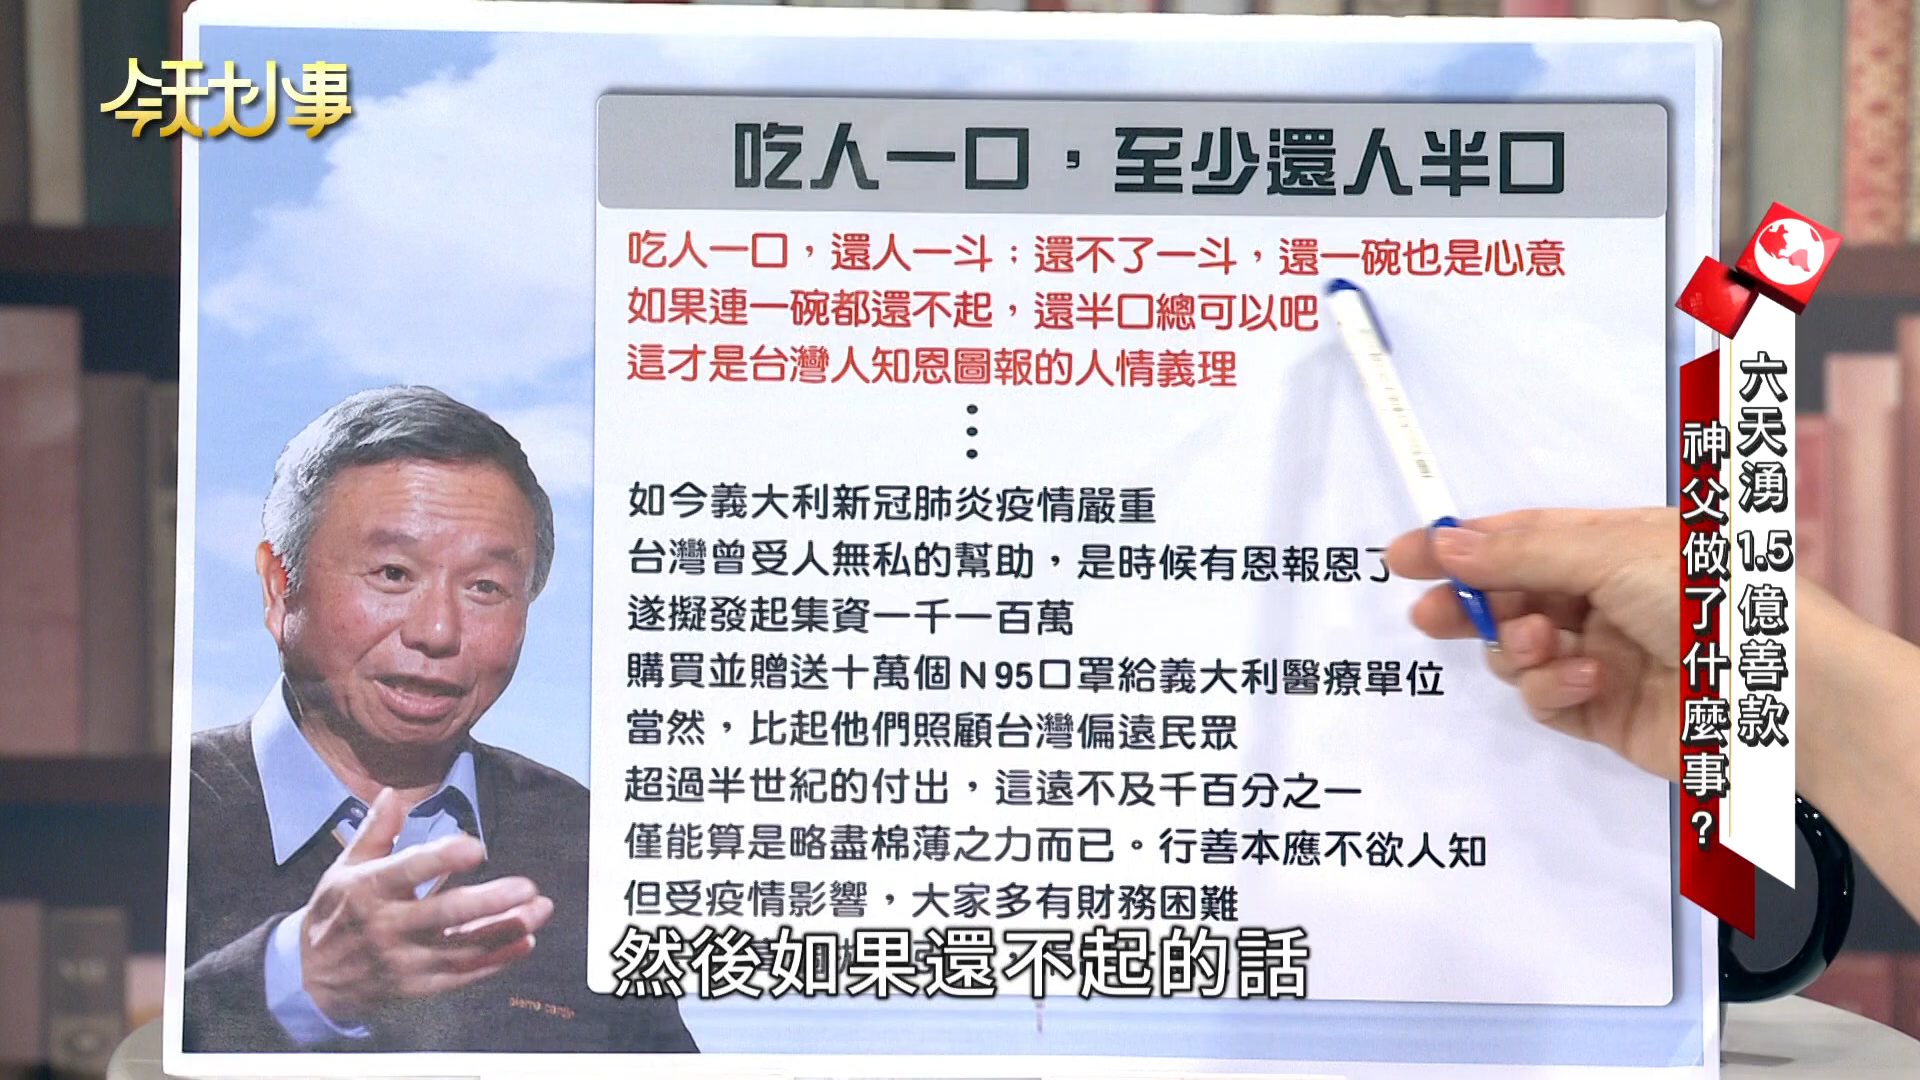 今天大小事
吃人一口，至少還人半口
吃人一口，還人一斗；還不了一斗，還一碗也是心意
如果連一碗都還不起，還半口總可以吧
這才是台灣人知恩圖報的人情義理
如今義大利新冠肺炎疫情嚴重
台灣曾受人無私的幫助，是時候有恩報恩了
遂擬發起集資一千一百萬
購買並贈送十萬個N95口罩給義大利醫療單位
當然，比起他們照顧台灣偏遠民眾
超過半世紀的付出，這遠不及千百分之一
僅能算是略盡棉薄之力而已。行善本應不欲人知
但受疫情影響，大家多有財務困難
然後如果還不起的話
pierre cardin
六天湧1.5億善款
神父做了什麼事？